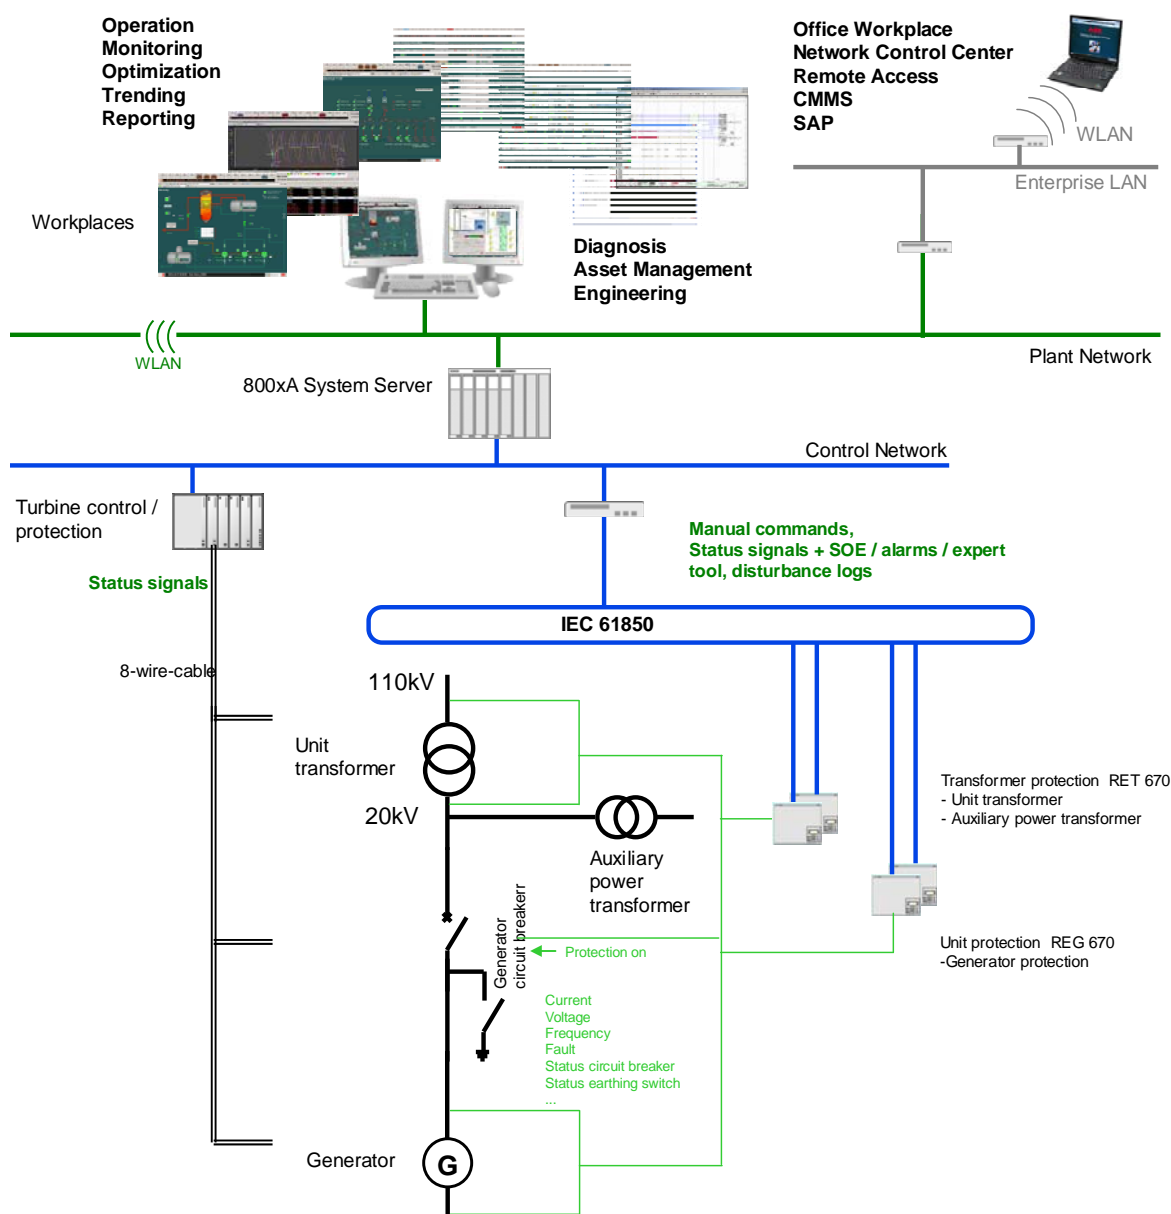 Operation
Monitoring
Optimization
Trending
Reporting
Office Workplace
Network Control Center
Remote Access
CMMS
SAP
WLAN
Enterprise LAN
Workplaces
Diagnosis
Asset Management
Engineering
WLAN
Plant Network
800xA System Server
Control Network
Turbine control /
protection
Manual commands,
Status signals + SOE / alarms / expert
tool, disturbance logs
Status signals
IEC 61850
8-wire-cable
110kV
Unit
transformer
20kV
Transformer protection RET 670
- Unit transformer
- Auxiliary power transformer
Auxiliary
power
transformer
Generator
circuit breakerr
Protection on
Unit protection REG 670
-Generator protection
Current
Voltage
Frequency
Fault
Status circuit breaker
Status earthing switch
...
Generator
G